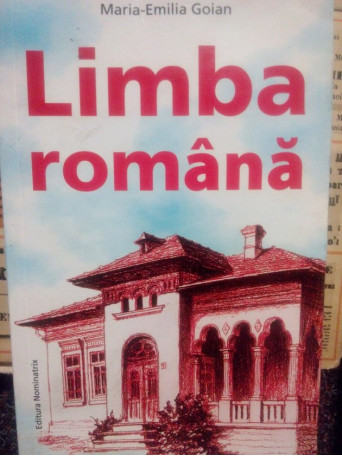 Maria-Emilia Goian
Limba
română
Editura Nominatrix